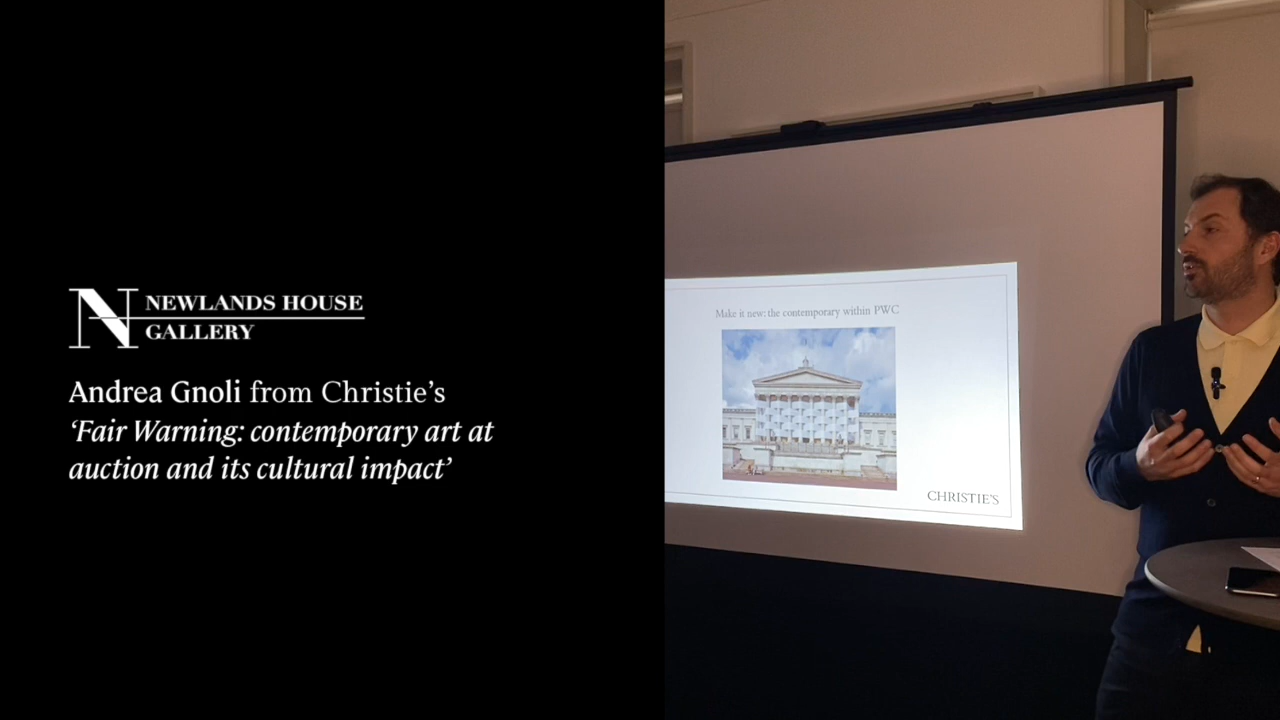 NEWLANDS HOUSE
GALLERY
Andrea Gnoli from Christie’s
‘Fair Warning: contemporary art at
auction and its cultural impact’
Make it new: the contemporary within PWC
CHRISTIE'S